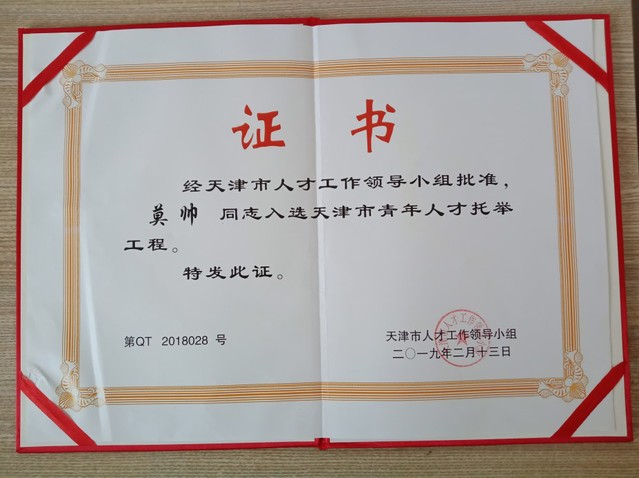 证 书
经天津市人才工作领导小组批准，
莫帅 同志入选天津市青年人才托举
工程。
特发此证。
第QT 2018028 号
天津市人才工作领导小组
二〇一九年二月十三日